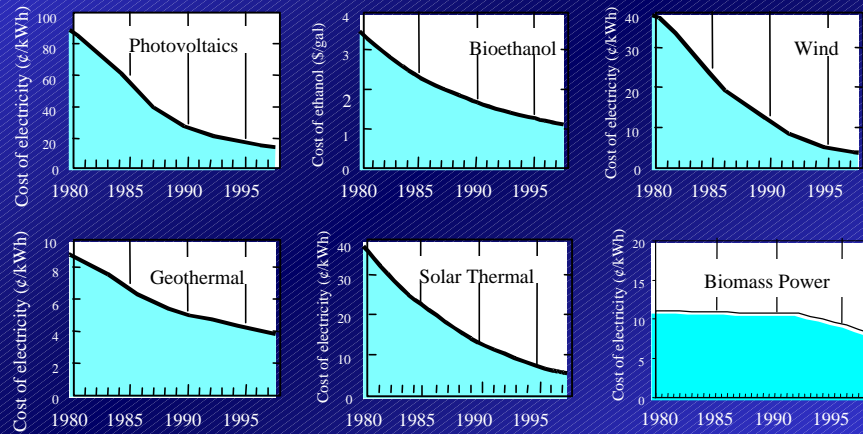 Cost of electricity (¢/kWh)
100
80
60
40
20
0
Photovoltaics
1980 1985 1990 1995
Cost of ethanol ($/gal)
4
3
2
1
0
Bioethanol
1980 1985 1990 1995
Cost of electricity (¢/kWh)
40
30
20
10
0
Wind
1980 1985 1990 1995
Cost of electricity (¢/kWh)
10
8
6
4
2
0
Geothermal
1980 1985 1990 1995
Cost of electricity (¢/kWh)
40
30
20
10
0
Solar Thermal
1980 1985 1990 1995
Cost of electricity (¢/kWh)
20
15
10
5
0
Biomass Power
1980 1985 1990 1995